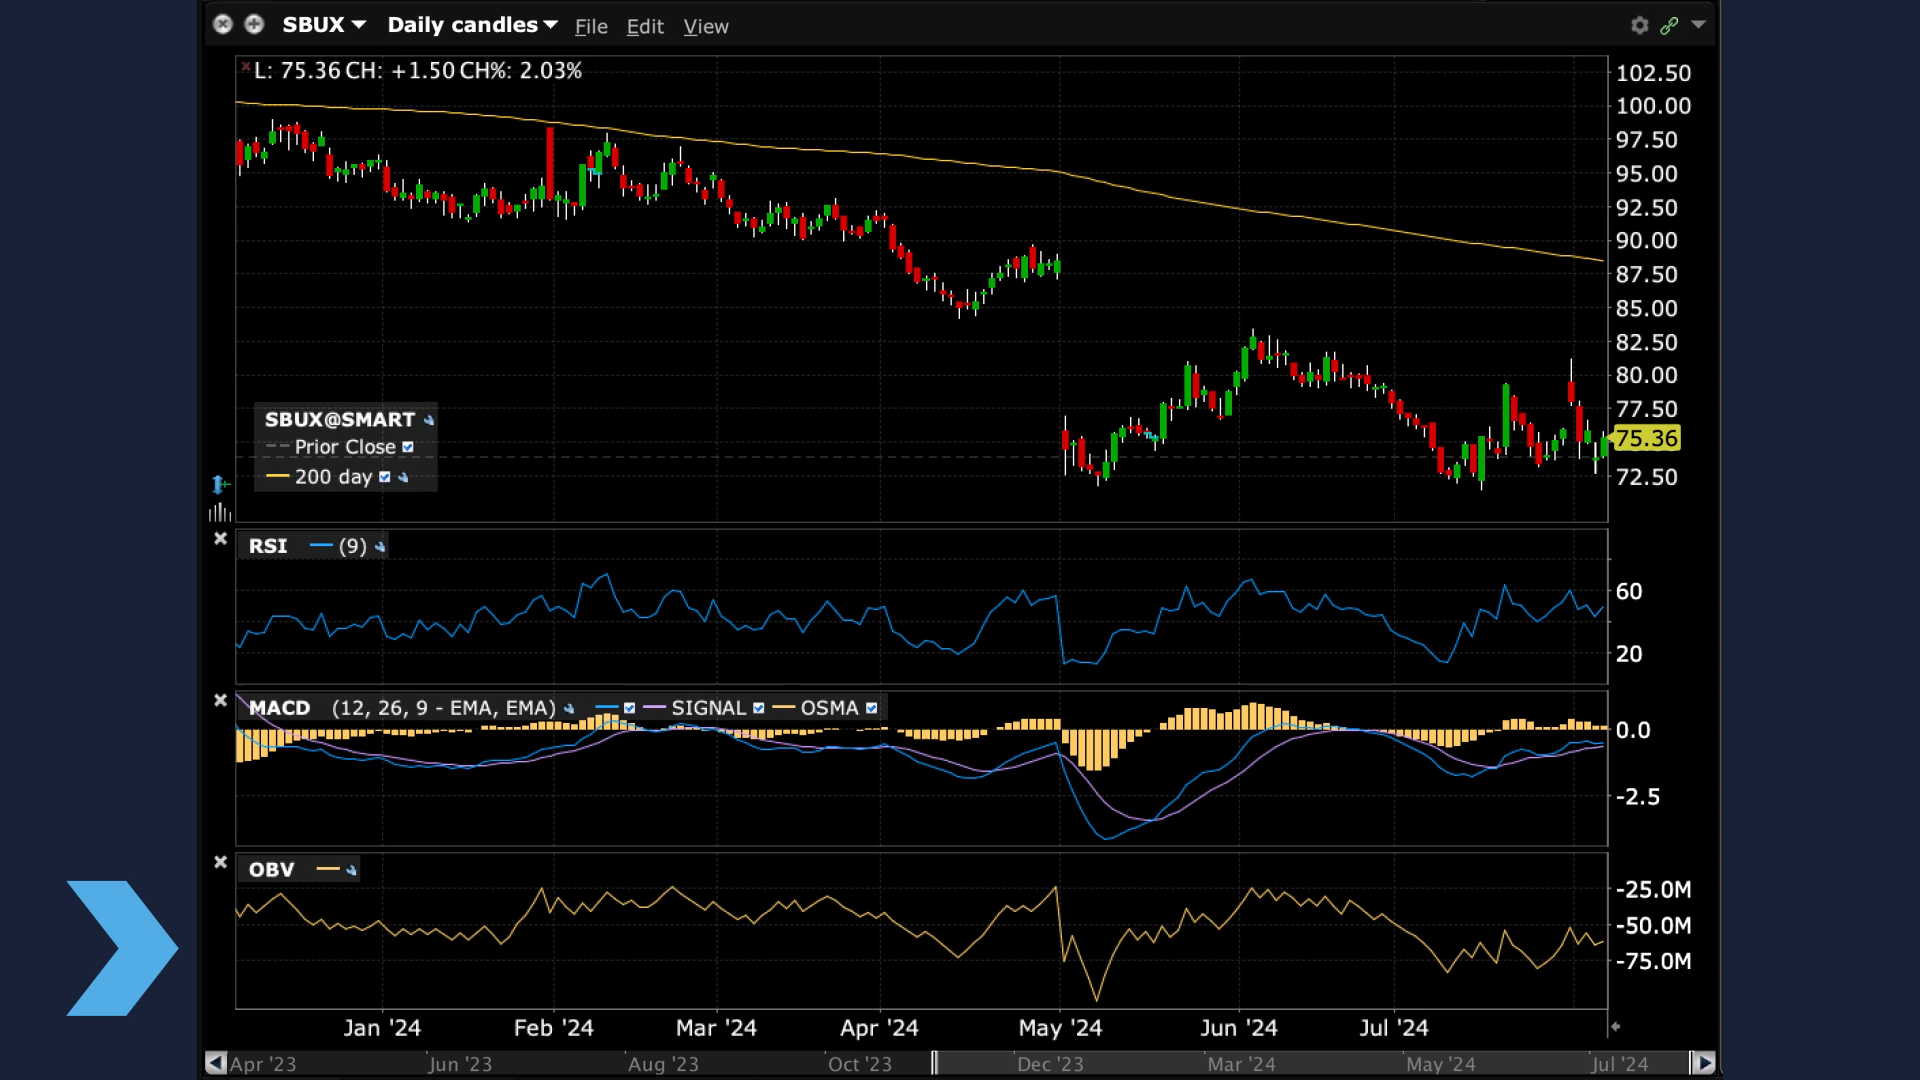 SBUX Daily candles File Edit View
L: 75.36 CH: +1.50 CH%: 2.03%
102.50
100.00
97.50
95.00
92.50
90.00
87.50
85.00
82.50
80.00
77.50
75.36
72.50
SBUX@SMART
Prior Close
200 day
RSI (9)
60
20
MACD (12, 26, 9 - EMA, EMA) SIGNAL OSMA
0.0
-2.5
OBV
-25.0M
-50.0M
-75.0M
Jan '24 Feb '24 Mar '24 Apr '24 May '24 Jun '24 Jul '24
Apr '23 Jun '23 Aug '23 Oct '23 Dec '23 Mar '24 May '24 Jul '24